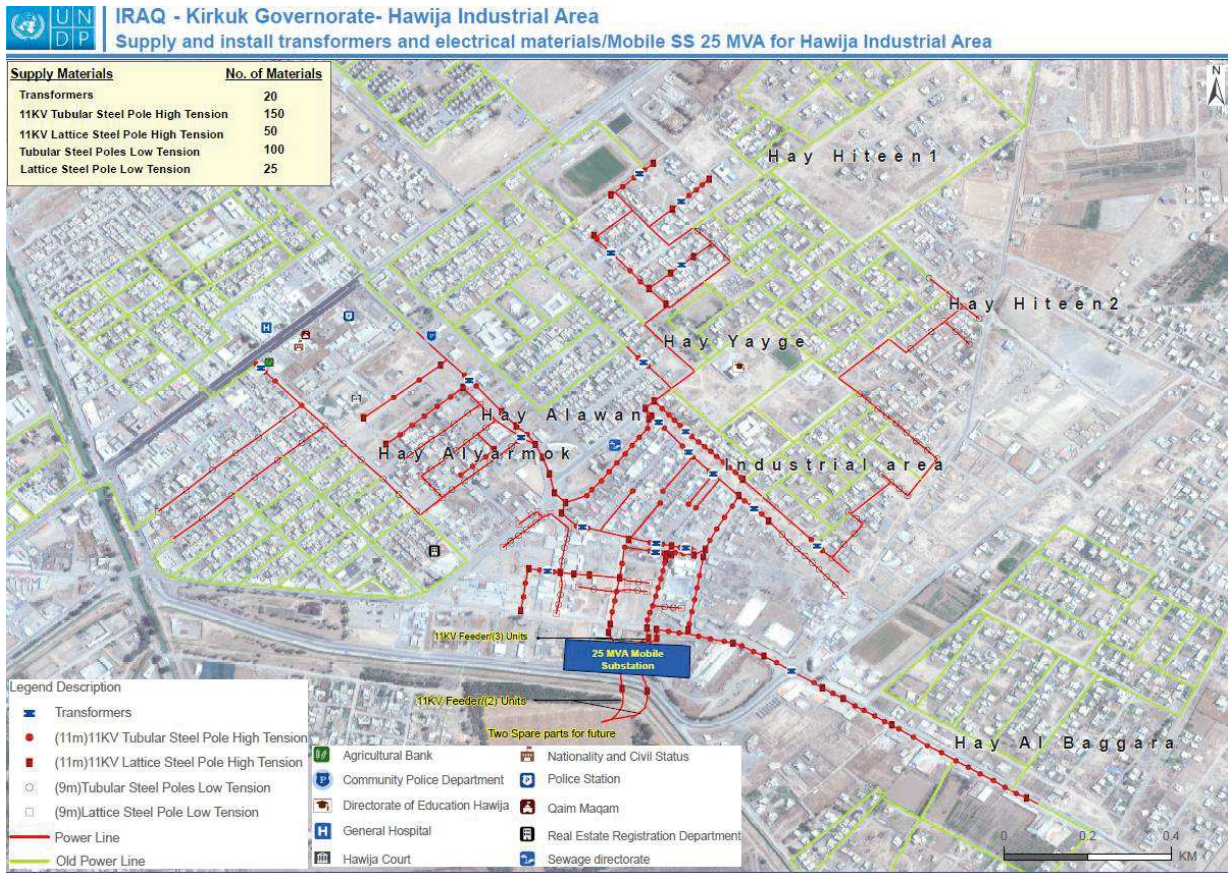 UN
DP
IRAQ - Kirkuk Governorate- Hawija Industrial Area
Supply and install transformers and electrical materials/Mobile SS 25 MVA for Hawija Industrial Area
Supply Materials No. of Materials
Transformers 20
11KV Tubular Steel Pole High Tension 150
11KV Lattice Steel Pole High Tension 50
Tubular Steel Poles Low Tension 100
Lattice Steel Pole Low Tension 25
N
Hay Hiteen1
Hay Hiteen2
Hay Yayge
Hay Alawan
Hay Alyarmok
Industrial area
11KV Feeder/(3) Units
25 MVA Mobile
Substation
11KV Feeder/(2) Units
Two Spare parts for future
Hay Al Baggara
Legend Description
Transformers
(11m)11KV Tubular Steel Pole High Tension
(11m)11KV Lattice Steel Pole High Tension
(9m)Tubular Steel Poles Low Tension
(9m)Lattice Steel Pole Low Tension
Power Line
Old Power Line
Agricultural Bank
Community Police Department
Directorate of Education Hawija
General Hospital
Hawija Court
Nationality and Civil Status
Police Station
Qaim Maqam
Real Estate Registration Department
Sewage directorate
0 0.2 0.4
KM